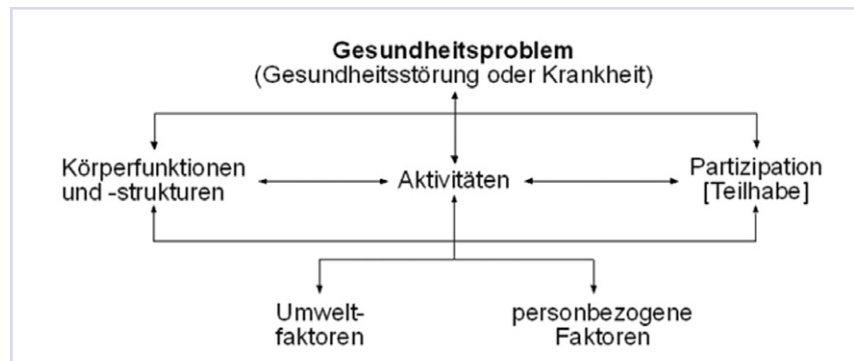 Gesundheitsproblem
(Gesundheitsstörung oder Krankheit)
Körperfunktionen
und -strukturen
Aktivitäten
Partizipation
[Teilhabe]
Umwelt-
faktoren
personbezogene
Faktoren